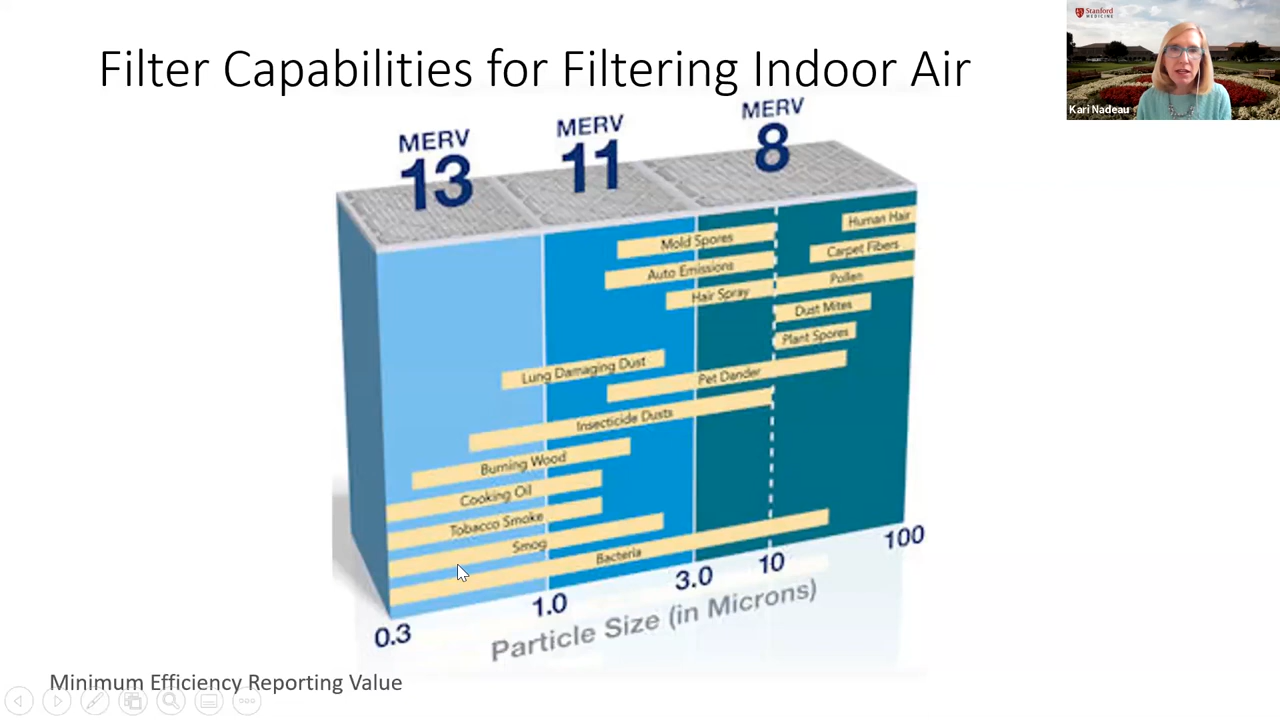 Filter Capabilities for Filtering Indoor Air
Stanford
MEDICINE
Kari Nadeau
MERV
13
MERV
11
MERV
8
Human Hair
Mold Spores
Carpet Fibers
Auto Emissions
Pollen
Hair Spray
Dust Mites
Plant Spores
Lung Damaging Dust
Pet Dander
Insecticide Dusts
Burning Wood
Cooking Oil
Tobacco Smoke
Smog
Bacteria
0.3
1.0
3.0
10
100
Particle Size (in Microns)
Minimum Efficiency Reporting Value